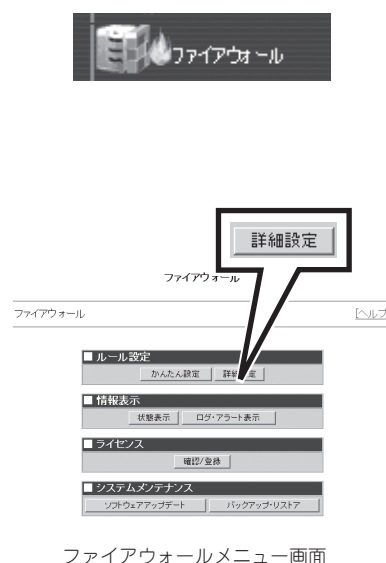 ファイアウォール
詳細設定
ファイアウォール
ファイアウォール [ヘルプ
■ ルール設定
かんたん設定 詳細設定
■ 情報表示
状態表示 ログ・アラート表示
■ ライセンス
確認/登録
■ システムメンテナンス
ソフトウェアアップデート バックアップ・リストア
ファイアウォールメニュー画面